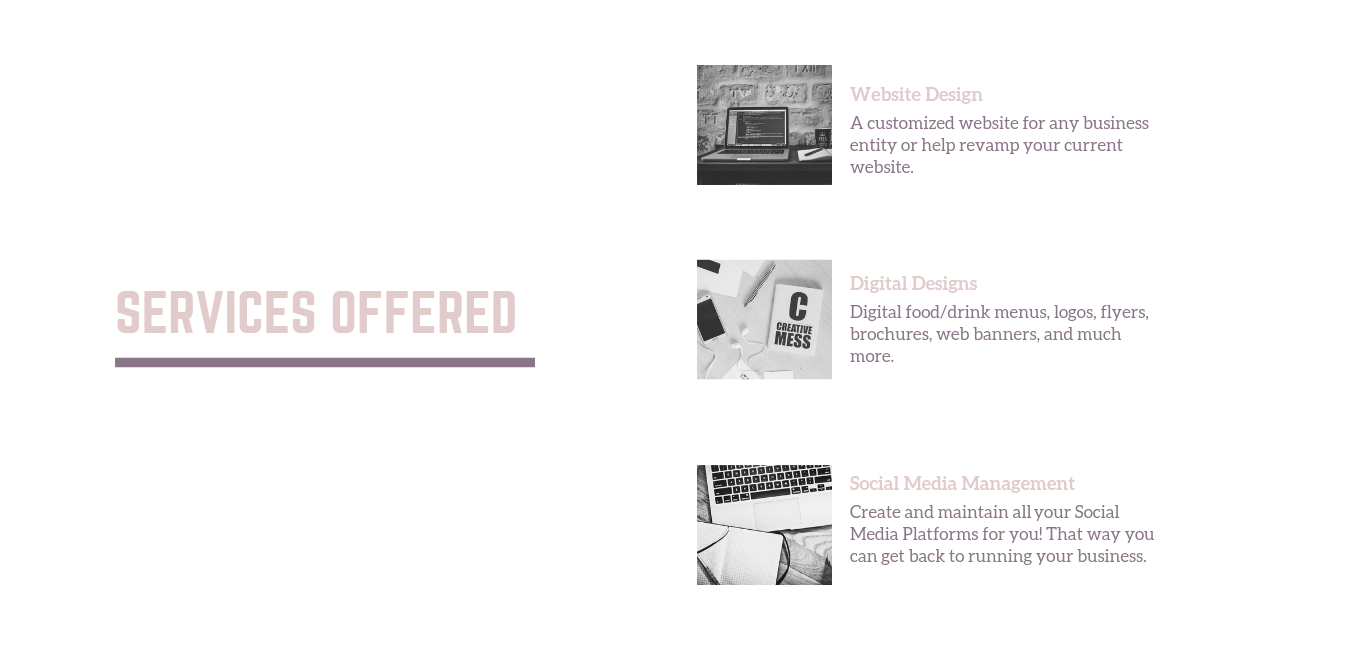 SERVICES OFFERED
Website Design
A customized website for any business
entity or help revamp your current
website.
C
CREATIVE
MESS
Digital Designs
Digital food/drink menus, logos, flyers,
brochures, web banners, and much
more.
Social Media Management
Create and maintain all your Social
Media Platforms for you! That way you
can get back to running your business.